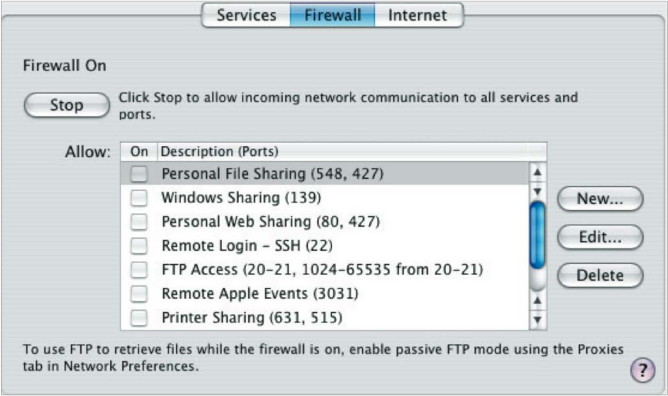 Services Firewall Internet
Firewall On
Stop
Click Stop to allow incoming network communication to all services and
ports.
Allow:
On Description (Ports)
Personal File Sharing (548, 427)
Windows Sharing (139)
Personal Web Sharing (80, 427)
Remote Login – SSH (22)
FTP Access (20-21, 1024-65535 from 20-21)
Remote Apple Events (3031)
Printer Sharing (631, 515)
New...
Edit...
Delete
To use FTP to retrieve files while the firewall is on, enable passive FTP mode using the Proxies
tab in Network Preferences.
?